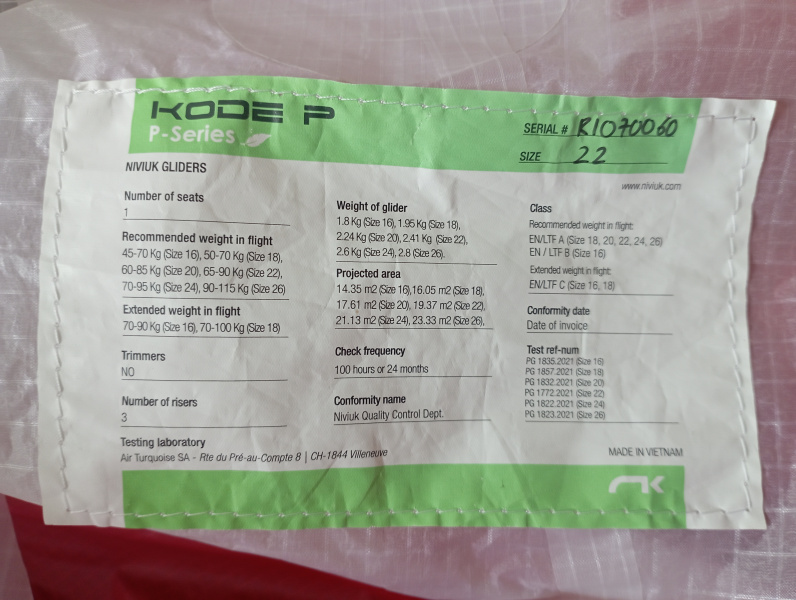 KODE P
P-Series
SERIAL # R1070060
SIZE 22
NIVIUK GLIDERS
www.niviuk.com
Number of seats
1
Recommended weight in flight
45-70 Kg (Size 16), 50-70 Kg (Size 18),
60-85 Kg (Size 20), 65-90 Kg (Size 22),
70-95 Kg (Size 24), 90-115 Kg (Size 26)
Extended weight in flight
70-90 Kg (Size 16), 70-100 Kg (Size 18)
Trimmers
NO
Number of risers
3
Testing laboratory
Air Turquoise SA - Rte du Pré-au-Compte 8 | CH-1844 Villeneuve
Weight of glider
1.8 Kg (Size 16), 1.95 Kg (Size 18),
2.24 Kg (Size 20), 2,41 Kg (Size 22),
2.6 Kg (Size 24), 2.8 (Size 26).
Projected area
14.35 m2 (Size 16),16.05 m2 (Size 18),
17.61 m2 (Size 20), 19.37 m2 (Size 22),
21.13 m2 (Size 24), 23.33 m2 (Size 26),
Check frequency
100 hours or 24 months
Conformity name
Niviuk Quality Control Dept.
Class
Recommended weight in flight:
EN/LTF A (Size 18, 20, 22, 24, 26)
EN / LTF B (Size 16)
Extended weight in flight:
EN/LTF C (Size 16, 18)
Conformity date
Date of invoice
Test ref-num
PG 1835.2021 (Size 16)
PG 1857.2021 (Size 18)
PG 1832.2021 (Size 20)
PG 1772.2021 (Size 22)
PG 1822.2021 (Size 24)
PG 1823.2021 (Size 26)
MADE IN VIETNAM